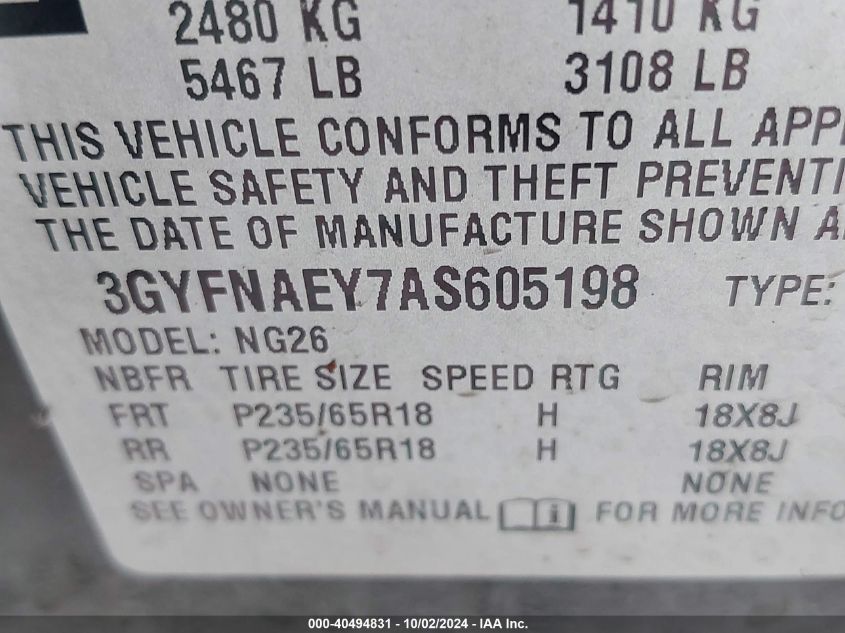 2480 KG 1410 KG
5467 LB 3108 LB
THIS VEHICLE CONFORMS TO ALL
VEHICLE SAFETY AND THEFT
THE DATE OF MANUFACTURE SHOWN
3GYFNAEY7AS605198 TYPE:
MODEL: NG26
NBFR TIRE SIZE SPEED RTG RIM
FRT P235/65R18 H 18X8J
RR P235/65R18 H 18X8J
SPA NONE NONE
SEE OWNER'S MANUAL i FOR MORE INFO
000-40494831 - 10/02/2024 - IAA Inc.